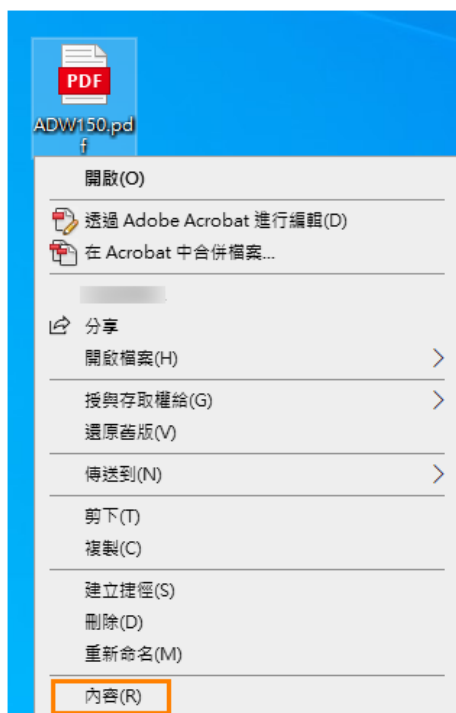 PDF
ADW150.pd
f
開啟(O)
透過 Adobe Acrobat 進行編輯(D)
在 Acrobat 中合併檔案...
分享
開啟檔案(H)
授與存取權給(G)
還原舊版(V)
傳送到(N)
剪下(T)
複製(C)
建立捷徑(S)
刪除(D)
重新命名(M)
內容(R)